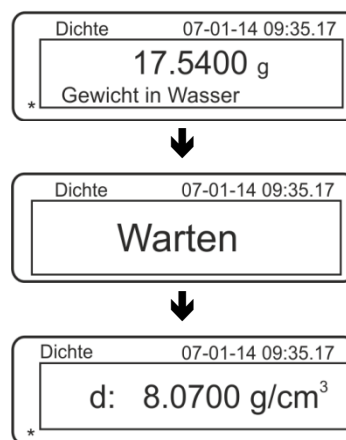 Dichte 07-01-14 09:35.17
17.5400 g
Gewicht in Wasser
*
Dichte 07-01-14 09:35.17
Warten
Dichte 07-01-14 09:35.17
d: 8.0700 g/cm³
*